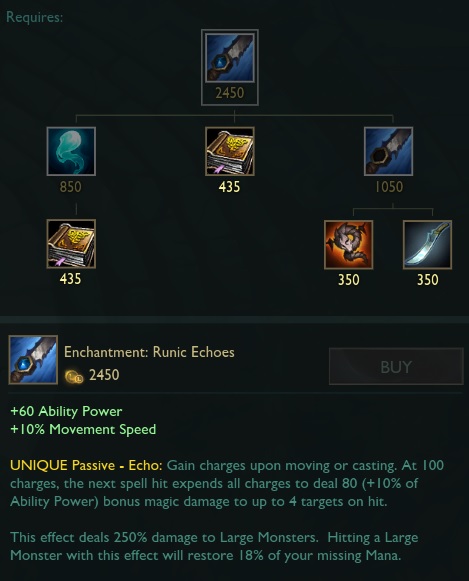 Requires:
2450
850
435
1050
435
350
350
Enchantment: Runic Echoes
2450
BUY
+60 Ability Power
+10% Movement Speed
UNIQUE Passive - Echo: Gain charges upon moving or casting. At 100
charges, the next spell hit expends all charges to deal 80 (+10% of
Ability Power) bonus magic damage to up to 4 targets on hit.
This effect deals 250% damage to Large Monsters. Hitting a Large
Monster with this effect will restore 18% of your missing Mana.